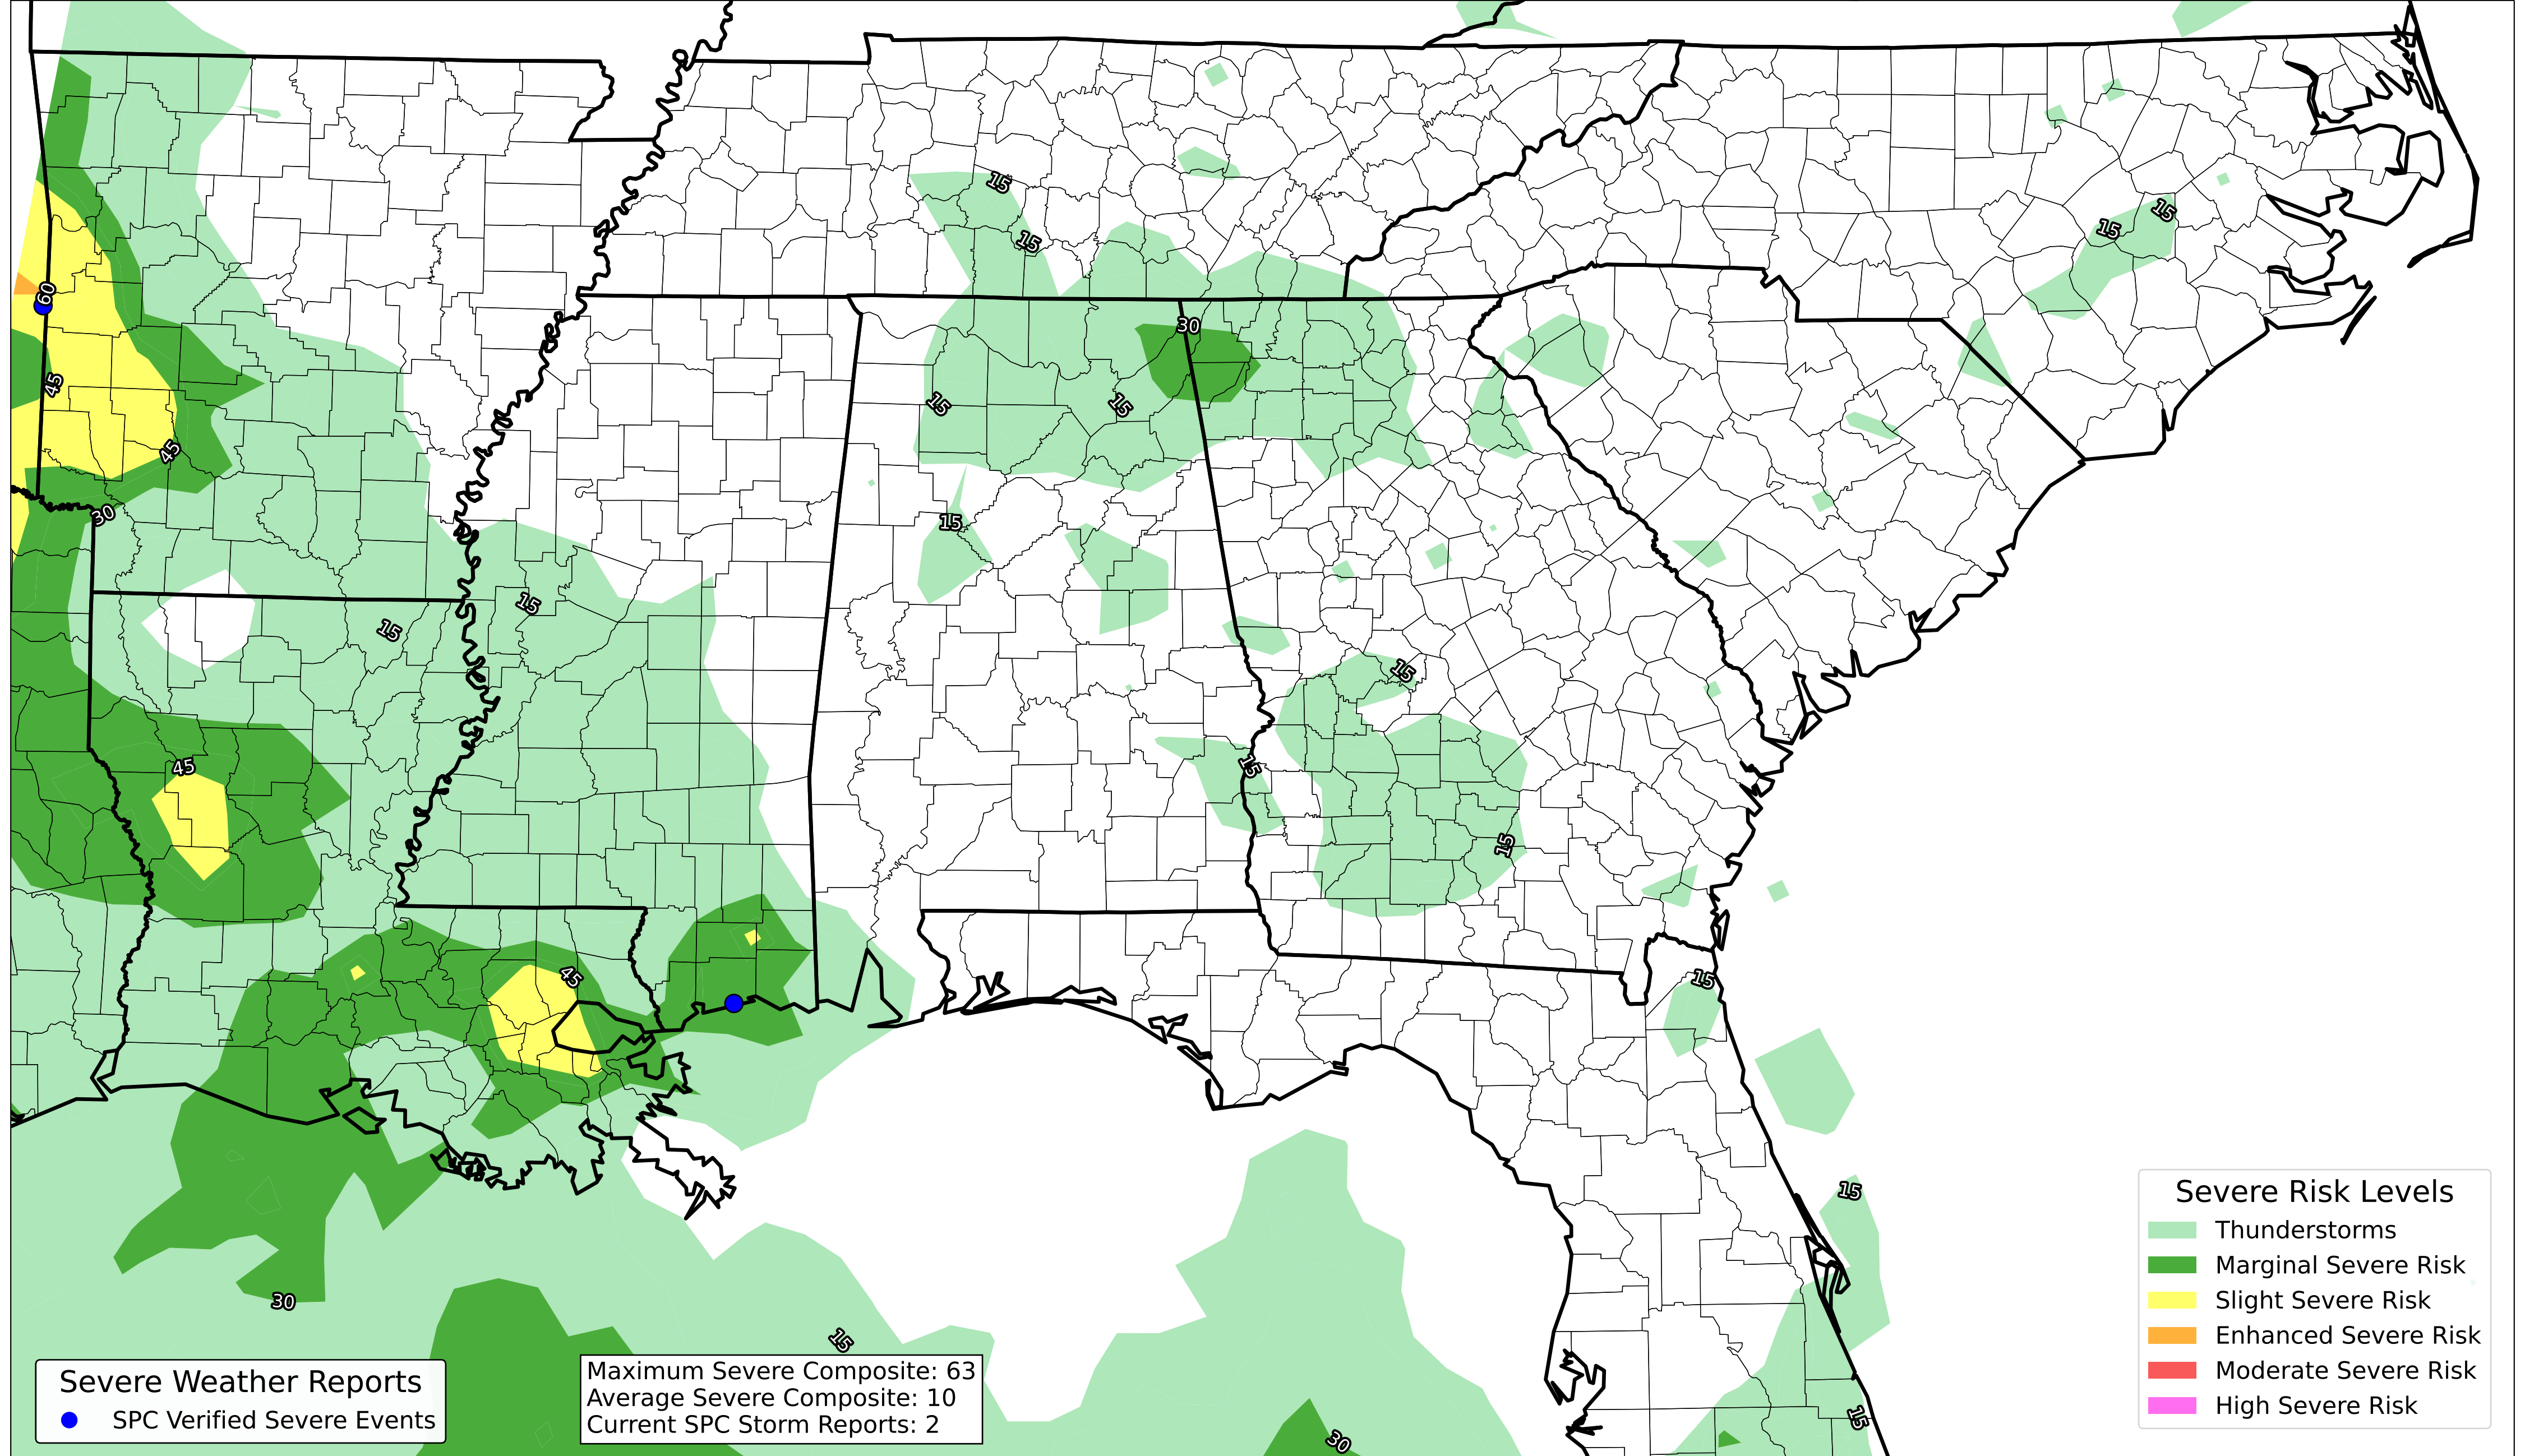 15
15
15
15
60
30
45
15
15
45
30
15
15
15
15
45
15
15
45
15
15
30
15
15
30
Severe Risk Levels
Thunderstorms
Marginal Severe Risk
Slight Severe Risk
Enhanced Severe Risk
Moderate Severe Risk
High Severe Risk
Severe Weather Reports
SPC Verified Severe Events
Maximum Severe Composite: 63
Average Severe Composite: 10
Current SPC Storm Reports: 2